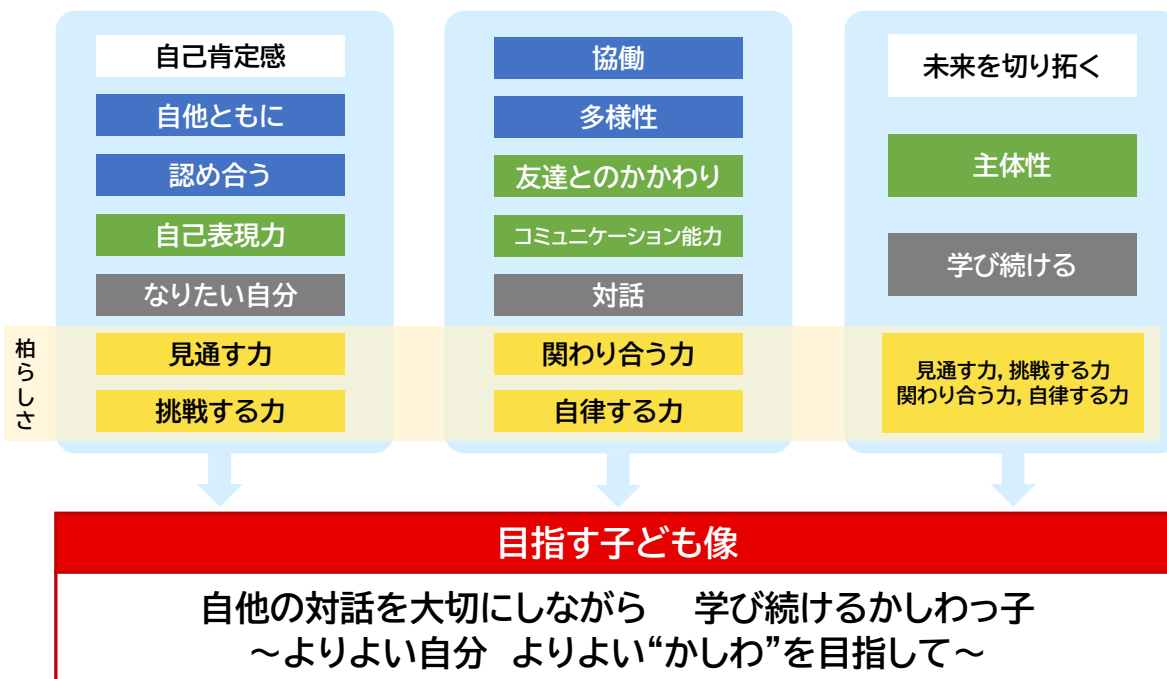 自己肯定感
自他ともに
認め合う
自己表現力
なりたい自分
見通す力
挑戦する力
協働
多様性
友達とのかかわり
コミュニケーション能力
対話
関わり合う力
自律する力
未来を切り拓く
主体性
学び続ける
見通す力, 挑戦する力
関わり合う力, 自律する力
柏らしさ
目指す子ども像
自他の対話を大切にしながら　学び続けるかしわっ子
～よりよい自分 よりよい“かしわ”を目指して～